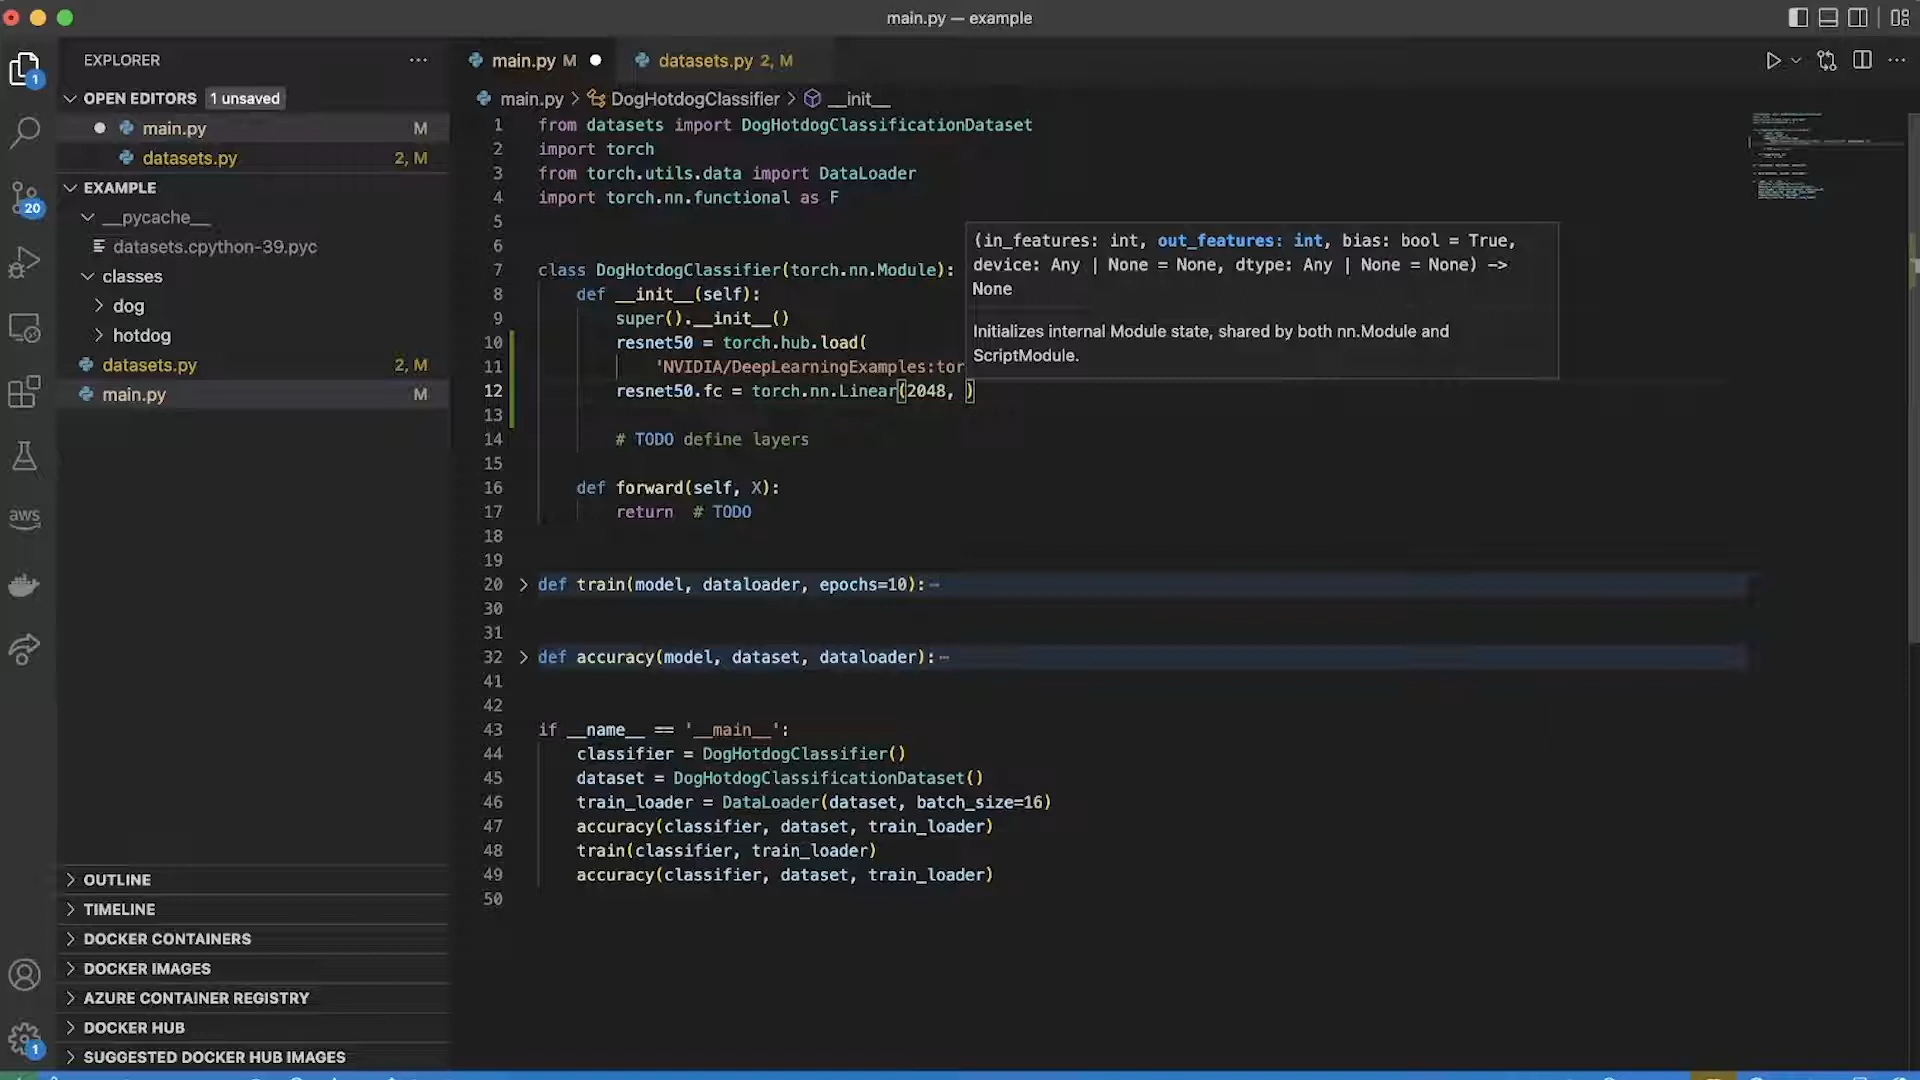 main.py — example
EXPLORER
OPEN EDITORS 1 unsaved
main.py M
datasets.py 2, M
EXAMPLE
__pycache__
datasets.cpython-39.pyc
classes
dog
hotdog
datasets.py 2, M
main.py M
OUTLINE
TIMELINE
DOCKER CONTAINERS
DOCKER IMAGES
AZURE CONTAINER REGISTRY
DOCKER HUB
SUGGESTED DOCKER HUB IMAGES
1
20
aws
1
main.py M
datasets.py 2, M
main.py > DogHotdogClassifier > __init__
1 from datasets import DogHotdogClassificationDataset
2 import torch
3 from torch.utils.data import DataLoader
4 import torch.nn.functional as F
5
6
7 class DogHotdogClassifier(torch.nn.Module):
8 def __init__(self):
9 super().__init__()
10 resnet50 = torch.hub.load(
11 'NVIDIA/DeepLearningExamples:tor
12 resnet50.fc = torch.nn.Linear(2048, )
13
14 # TODO define layers
15
16 def forward(self, X):
17 return # TODO
18
19
20 def train(model, dataloader, epochs=10):
30
31
32 def accuracy(model, dataset, dataloader):
41
42
43 if __name__ == '__main__':
44 classifier = DogHotdogClassifier()
45 dataset = DogHotdogClassificationDataset()
46 train_loader = DataLoader(dataset, batch_size=16)
47 accuracy(classifier, dataset, train_loader)
48 train(classifier, train_loader)
49 accuracy(classifier, dataset, train_loader)
50
(in_features: int, out_features: int, bias: bool = True,
device: Any | None = None, dtype: Any | None = None) ->
None
Initializes internal Module state, shared by both nn.Module and
ScriptModule.